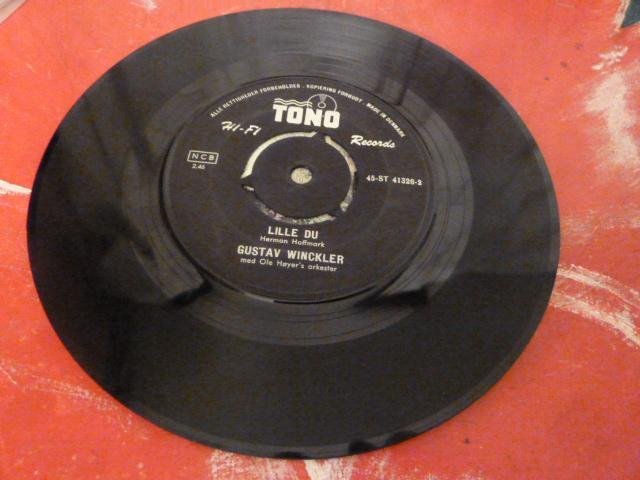 ALLE RETTIGHEDER FORBEHOLDES · KOPIERING FORBUDT · MADE IN DENMARK
TONO
HI-FI
Records
NCB
2.45
45-ST 41326-2
LILLE DU
Herman Hoffmark
GUSTAV WINCKLER
med Ole Høyer's orkester